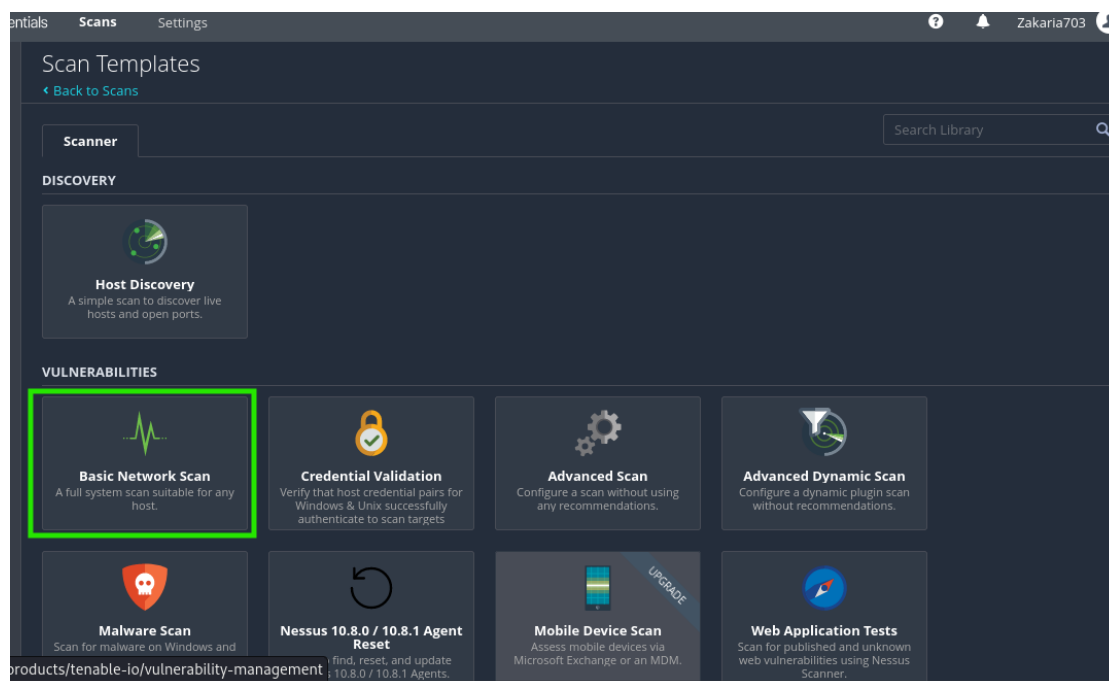 entials Scans Settings Zakaria703
Scan Templates
Back to Scans
Scanner
Search Library
DISCOVERY
Host Discovery
A simple scan to discover live
hosts and open ports.
VULNERABILITIES
Basic Network Scan
A full system scan suitable for any
host.
Credential Validation
Verify that host credential pairs for
Windows & Unix successfully
authenticate to scan targets
Advanced Scan
Configure a scan without using
any recommendations.
Advanced Dynamic Scan
Configure a dynamic plugin scan
without recommendations.
Malware Scan
Scan for malware on Windows and
Nessus 10.8.0 / 10.8.1 Agent
Reset
find, reset, and update
10.8.0 / 10.8.1 Agents.
UPGRADE
Mobile Device Scan
Assess mobile devices via
Microsoft Exchange or an MDM.
Web Application Tests
Scan for published and unknown
web vulnerabilities using Nessus
Scanner.
products/tenable-io/vulnerability-management